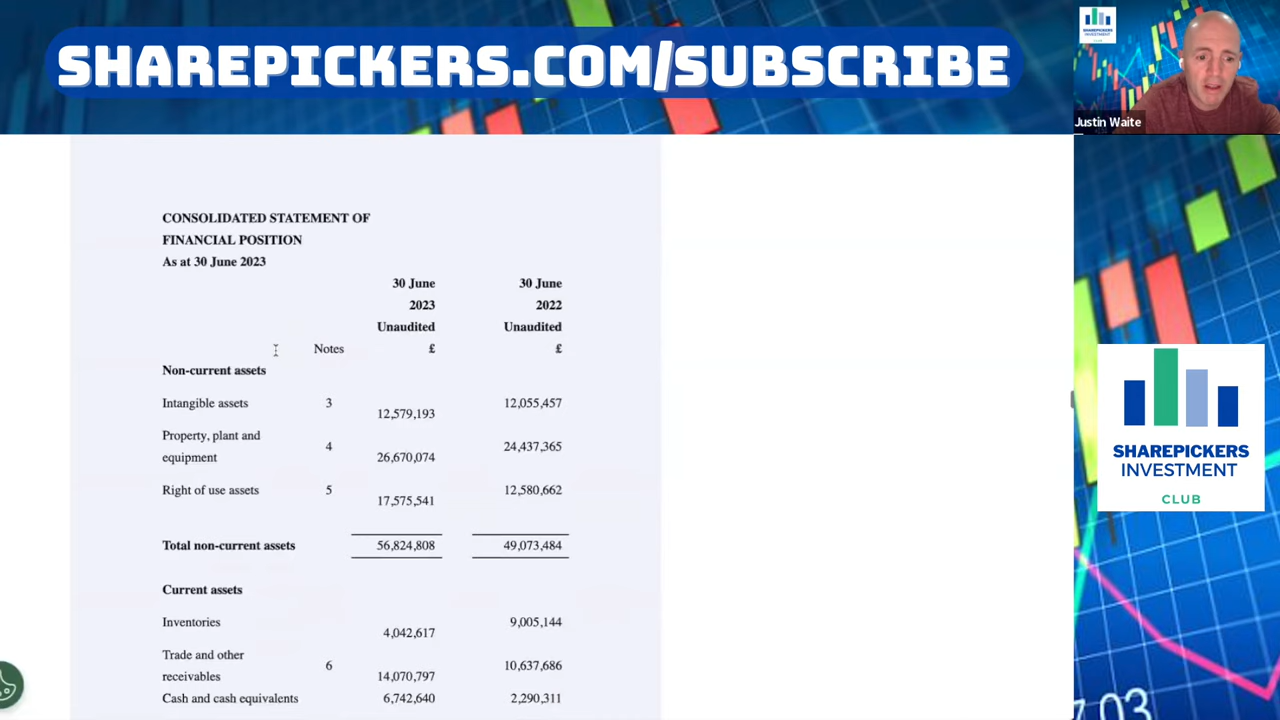 SHAREPICKERS.COM/SUBSCRIBE
SHAREPICKERS
INVESTMENT
CLUB
Justin Waite
CONSOLIDATED STATEMENT OF
FINANCIAL POSITION
As at 30 June 2023
30 June 30 June
2023 2022
Unaudited Unaudited
Notes £ £
Non-current assets
Intangible assets 3 12,579,193 12,055,457
Property, plant and
equipment 4 26,670,074 24,437,365
Right of use assets 5 17,575,541 12,580,662
Total non-current assets 56,824,808 49,073,484
Current assets
Inventories 4,042,617 9,005,144
Trade and other
receivables 6 14,070,797 10,637,686
Cash and cash equivalents 6,742,640 2,290,311
SHAREPICKERS
INVESTMENT
CLUB